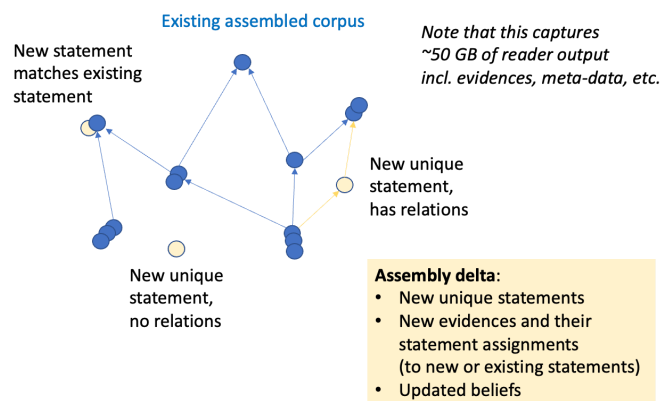 Existing assembled corpus
Note that this captures
~50 GB of reader output
incl. evidences, meta-data, etc.
New statement
matches existing
statement
New unique
statement,
has relations
New unique
statement,
no relations
Assembly delta:
• New unique statements
• New evidences and their
statement assignments
(to new or existing statements)
• Updated beliefs